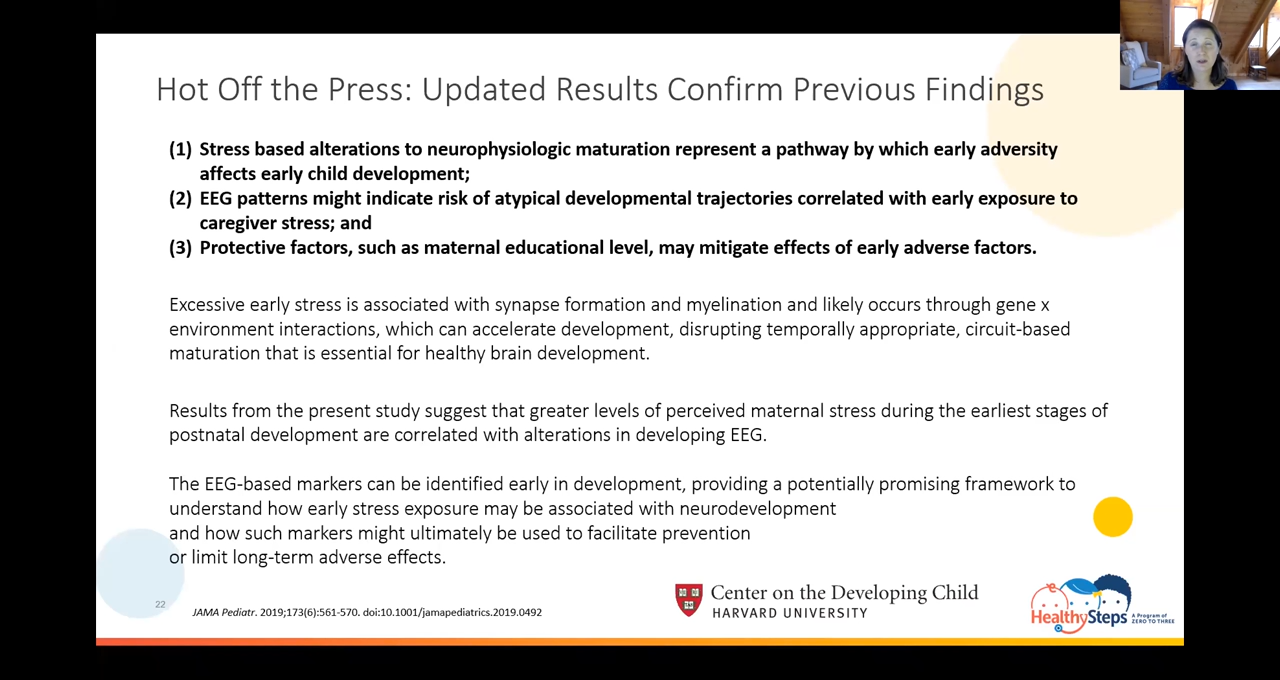 Hot Off the Press: Updated Results Confirm Previous Findings
(1) Stress based alterations to neurophysiologic maturation represent a pathway by which early adversity
affects early child development;
(2) EEG patterns might indicate risk of atypical developmental trajectories correlated with early exposure to
caregiver stress; and
(3) Protective factors, such as maternal educational level, may mitigate effects of early adverse factors.
Excessive early stress is associated with synapse formation and myelination and likely occurs through gene x
environment interactions, which can accelerate development, disrupting temporally appropriate, circuit-based
maturation that is essential for healthy brain development.
Results from the present study suggest that greater levels of perceived maternal stress during the earliest stages of
postnatal development are correlated with alterations in developing EEG.
The EEG-based markers can be identified early in development, providing a potentially promising framework to
understand how early stress exposure may be associated with neurodevelopment
and how such markers might ultimately be used to facilitate prevention
or limit long-term adverse effects.
22
JAMA Pediatr. 2019;173(6):561-570. doi:10.1001/jamapediatrics.2019.0492
Center on the Developing Child
HARVARD UNIVERSITY
HealthySteps
A Program of
ZERO TO THREE